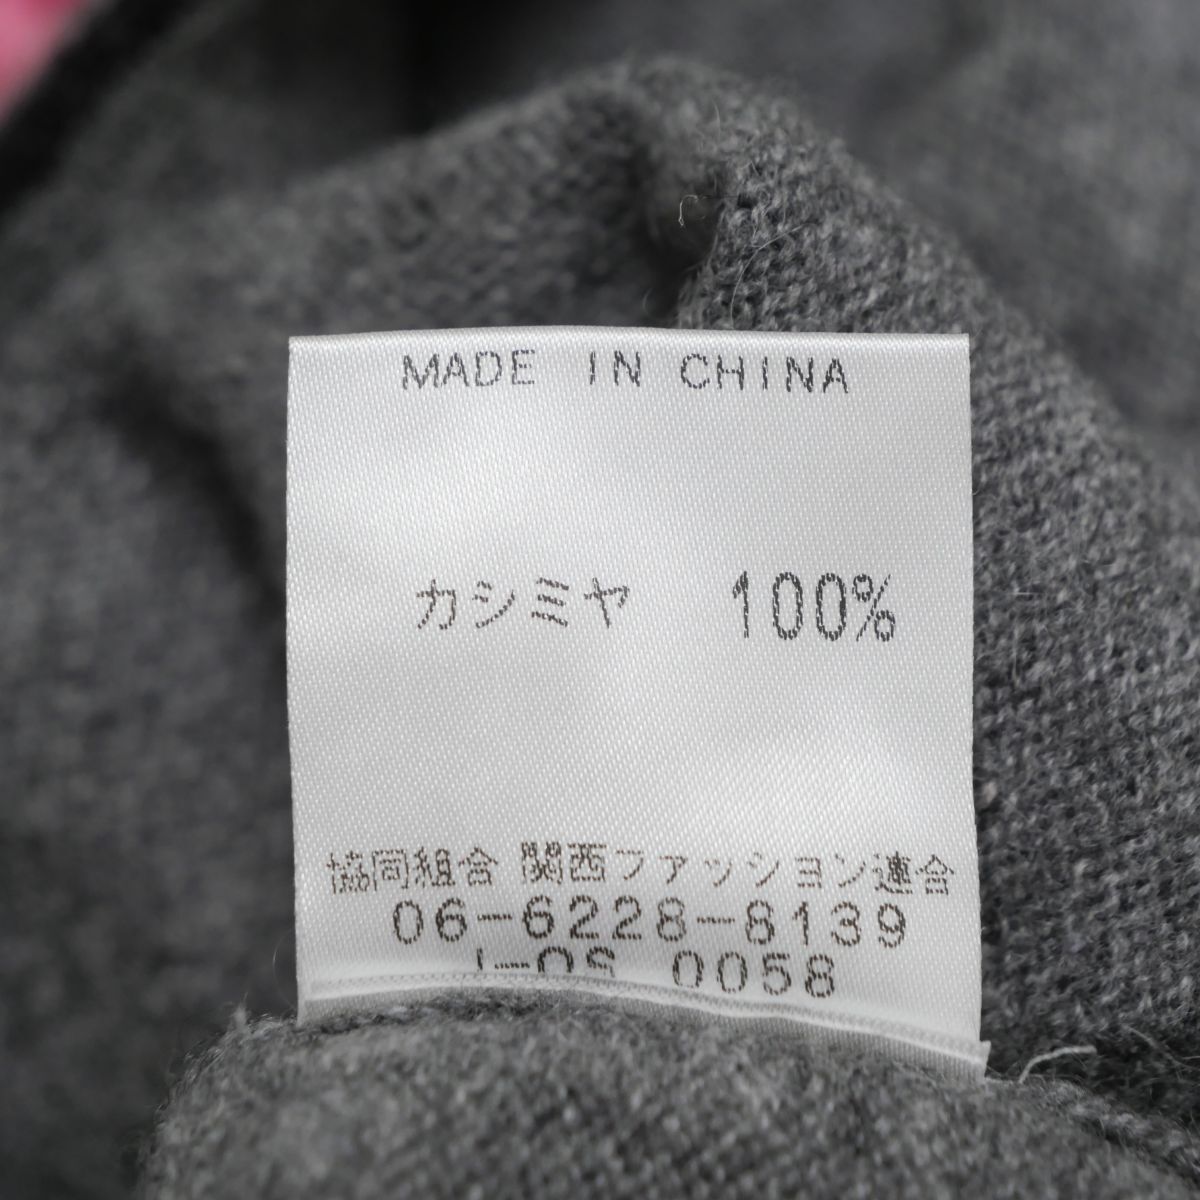 MADE IN CHINA
カシミヤ 100%
協同組合 関西ファッション連合
06-6228-8139
0058